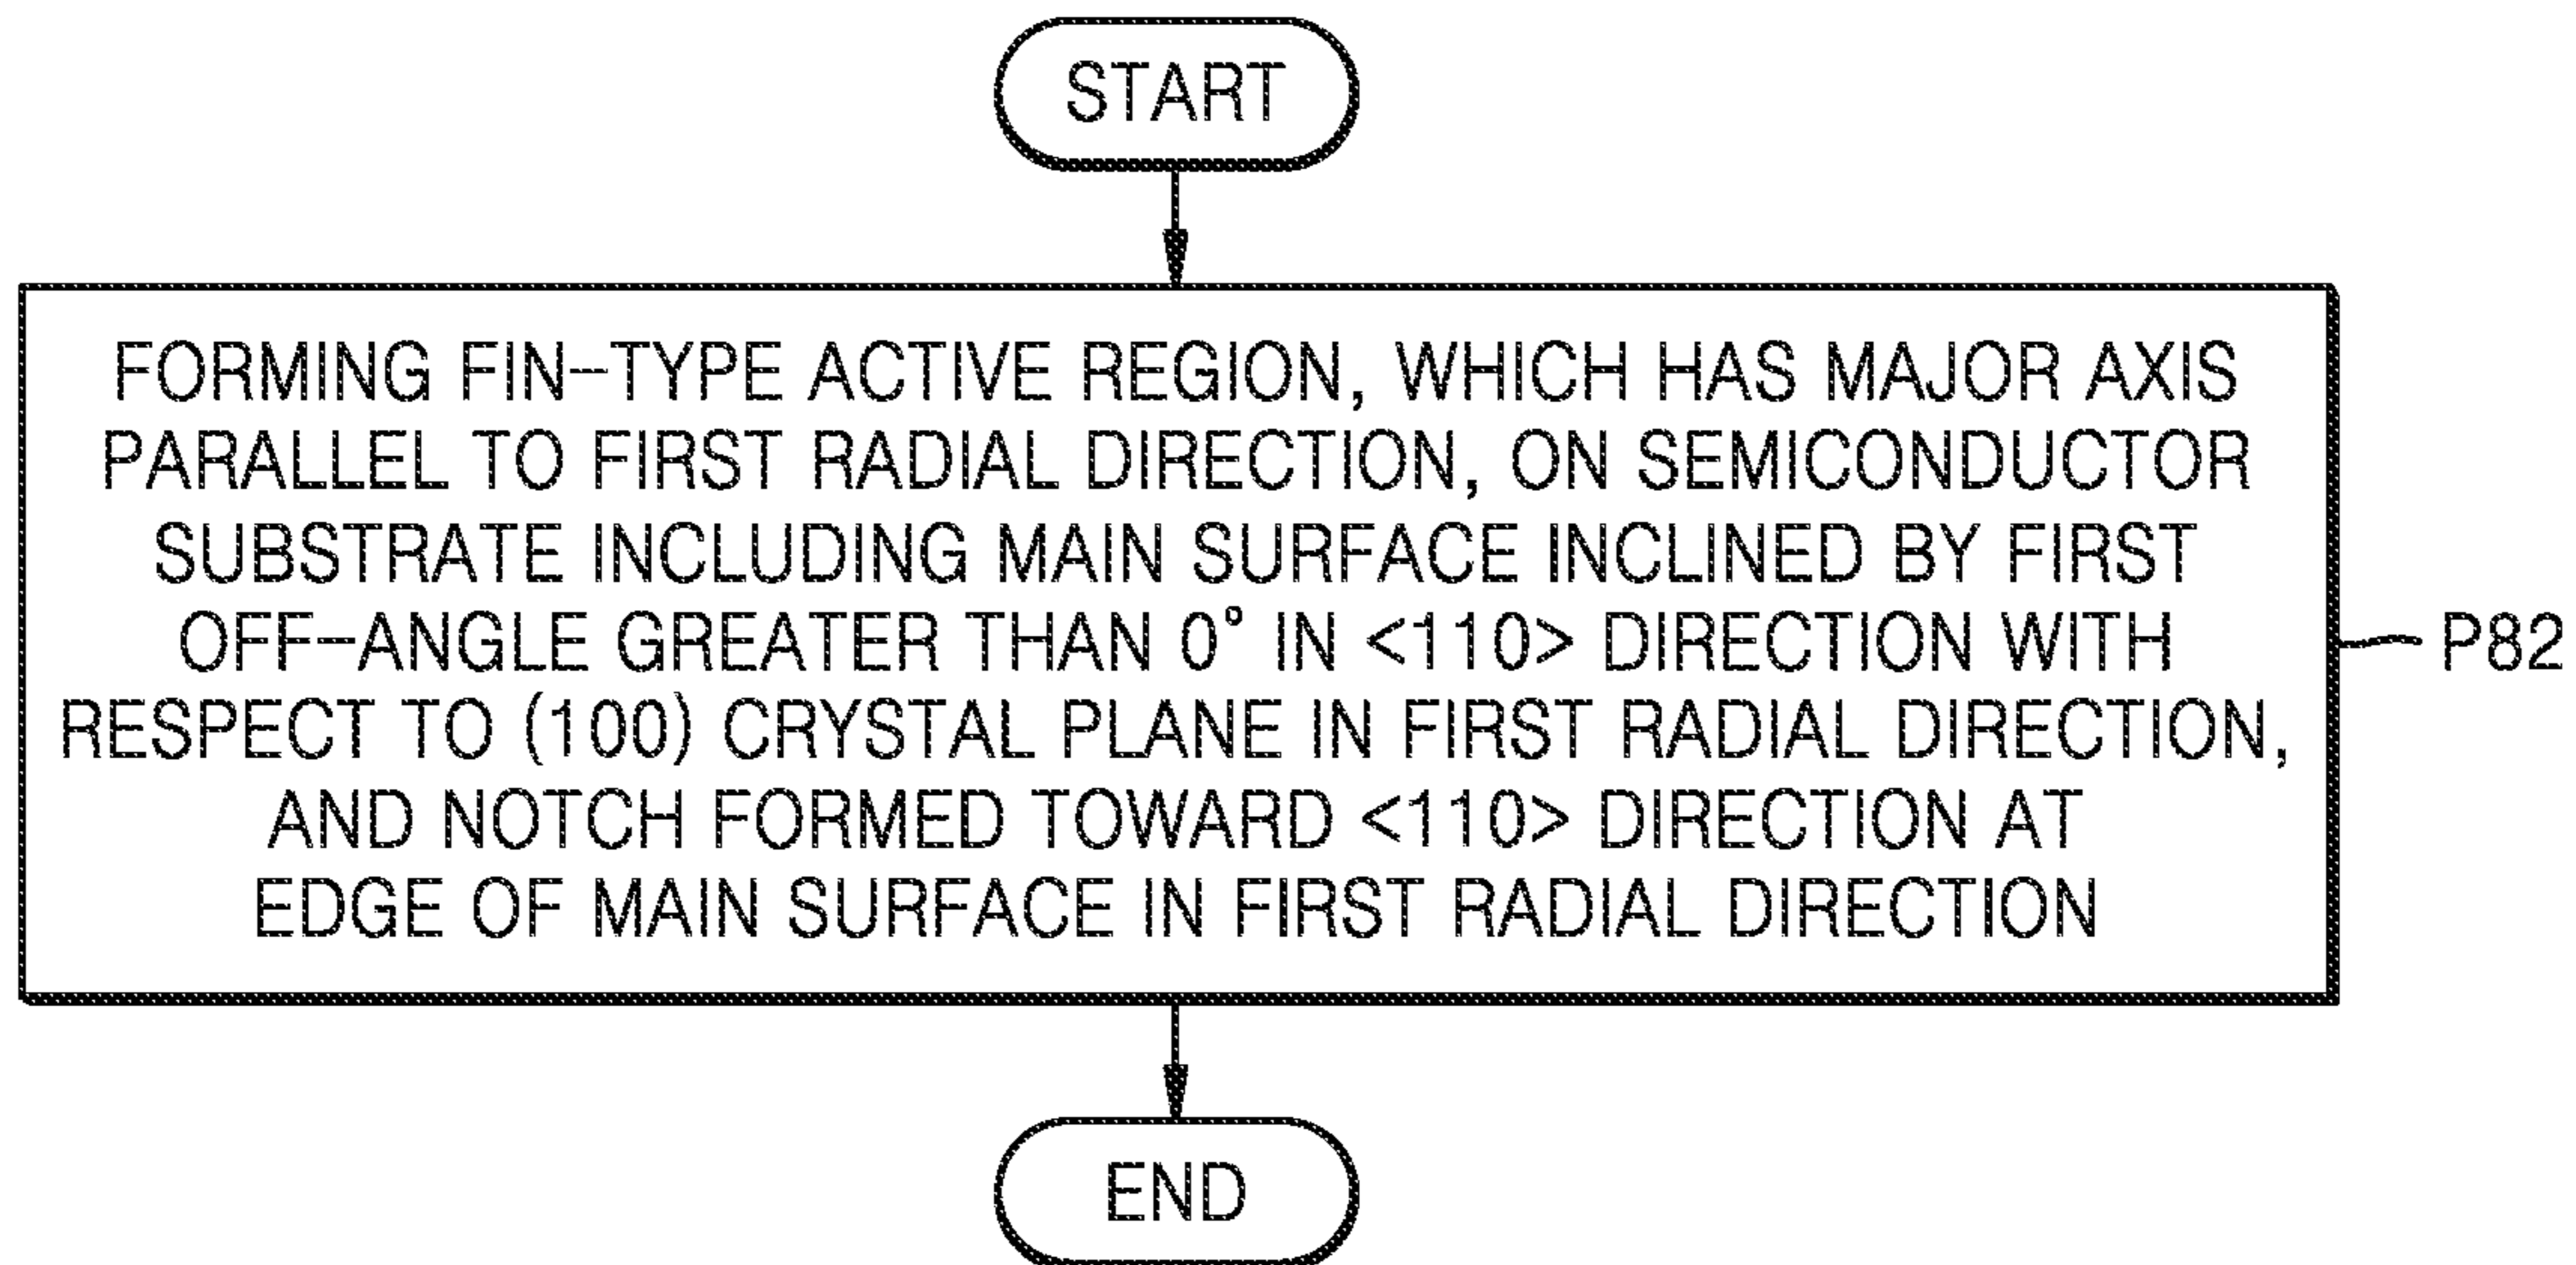 START
FORMING FIN-TYPE ACTIVE REGION, WHICH HAS MAJOR AXIS
PARALLEL TO FIRST RADIAL DIRECTION, ON SEMICONDUCTOR
SUBSTRATE INCLUDING MAIN SURFACE INCLINED BY FIRST
OFF-ANGLE GREATER THAN 0° IN <110> DIRECTION WITH
RESPECT TO (100) CRYSTAL PLANE IN FIRST RADIAL DIRECTION,
AND NOTCH FORMED TOWARD <110> DIRECTION AT
EDGE OF MAIN SURFACE IN FIRST RADIAL DIRECTION
P82
END